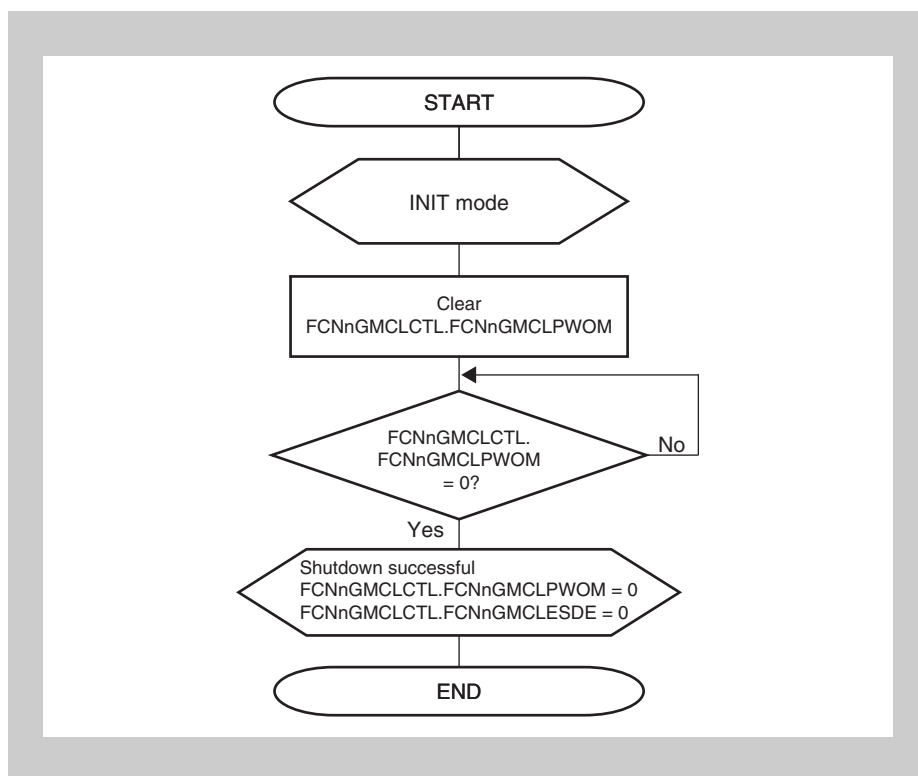 START
INIT mode
Clear
FCNnGMCLCTL.FCNnGMCLPWOM
FCNnGMCLCTL.
FCNnGMCLPWOM
= 0?
No
Yes
Shutdown successful
FCNnGMCLCTL.FCNnGMCLPWOM = 0
FCNnGMCLCTL.FCNnGMCLESDE = 0
END